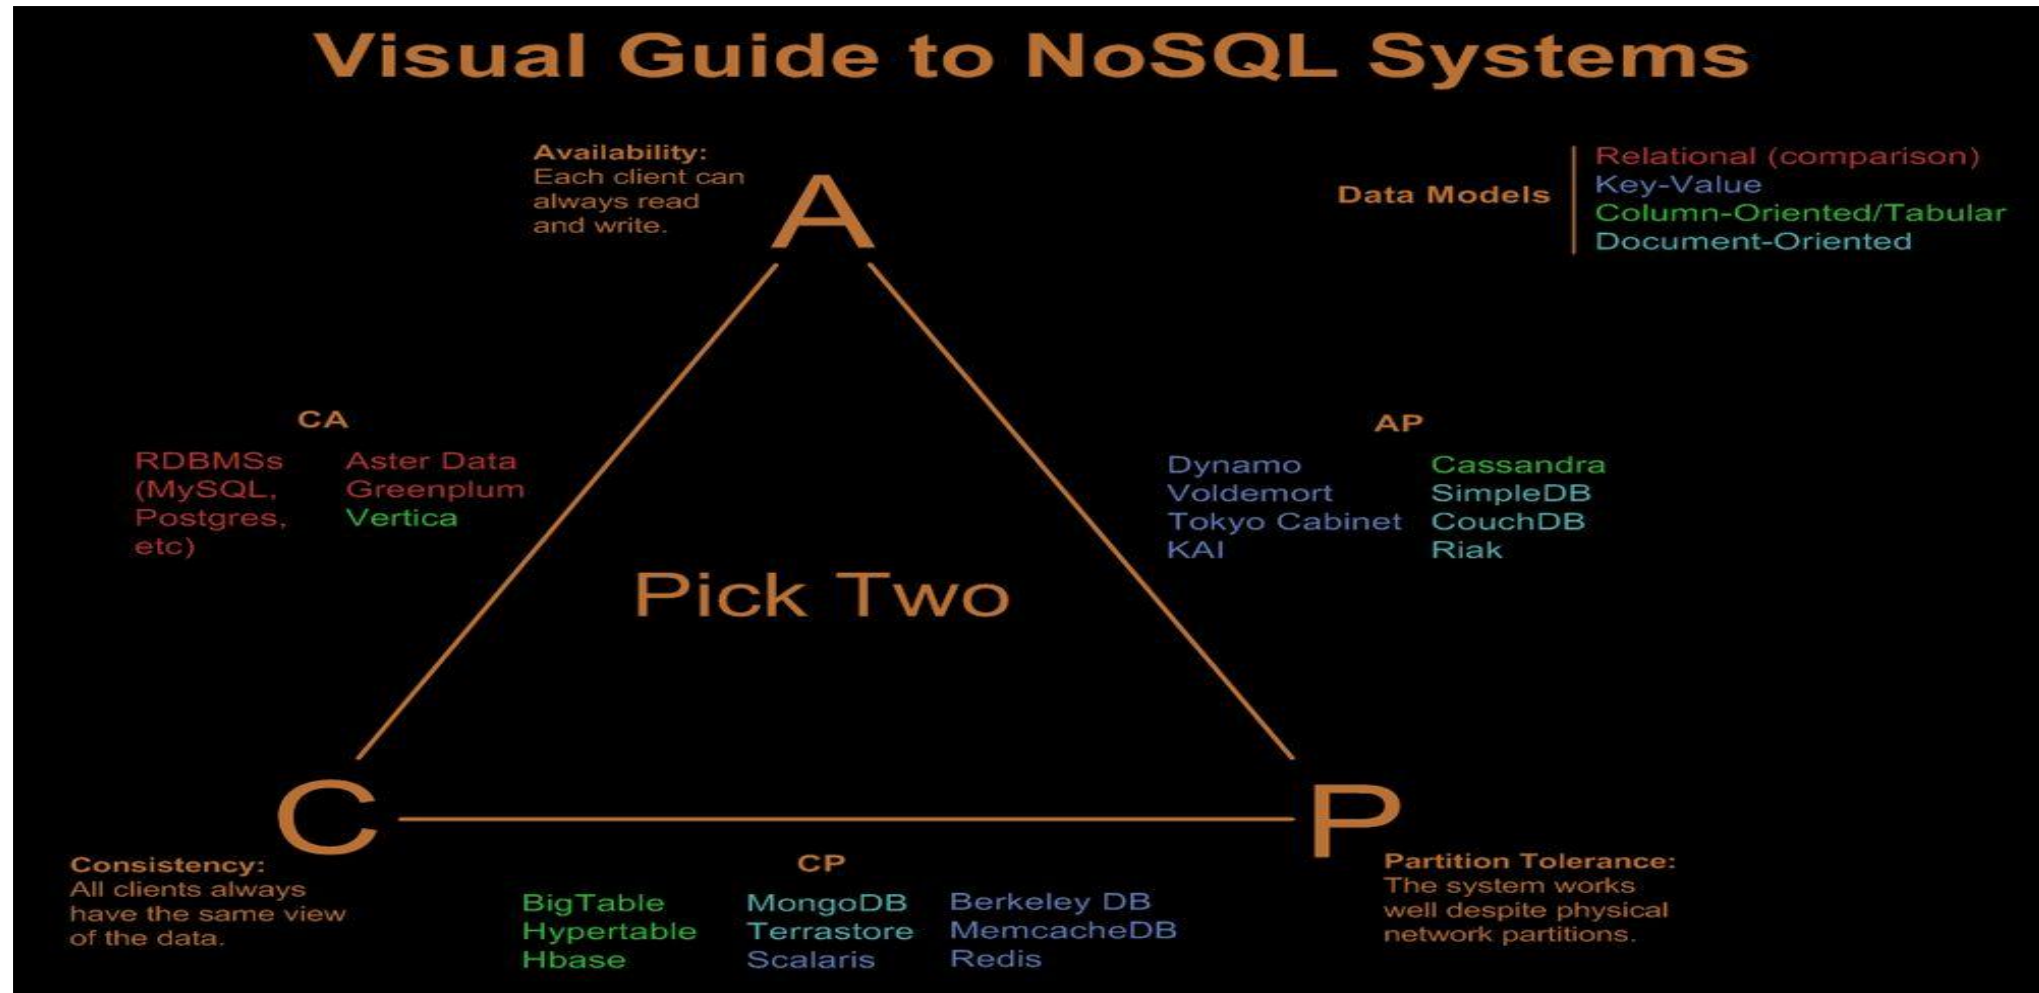 Visual Guide to NoSQL Systems
Availability:
Each client can
always read
and write.
A
Data Models
Relational (comparison)
Key-Value
Column-Oriented/Tabular
Document-Oriented
CA
RDBMSs
(MySQL,
Postgres,
etc)
Aster Data
Greenplum
Vertica
AP
Dynamo
Voldemort
Tokyo Cabinet
KAI
Cassandra
SimpleDB
CouchDB
Riak
Pick Two
C
Consistency:
All clients always
have the same view
of the data.
P
Partition Tolerance:
The system works
well despite physical
network partitions.
CP
BigTable
Hypertable
Hbase
MongoDB
Terrastore
Scalaris
Berkeley DB
MemcacheDB
Redis